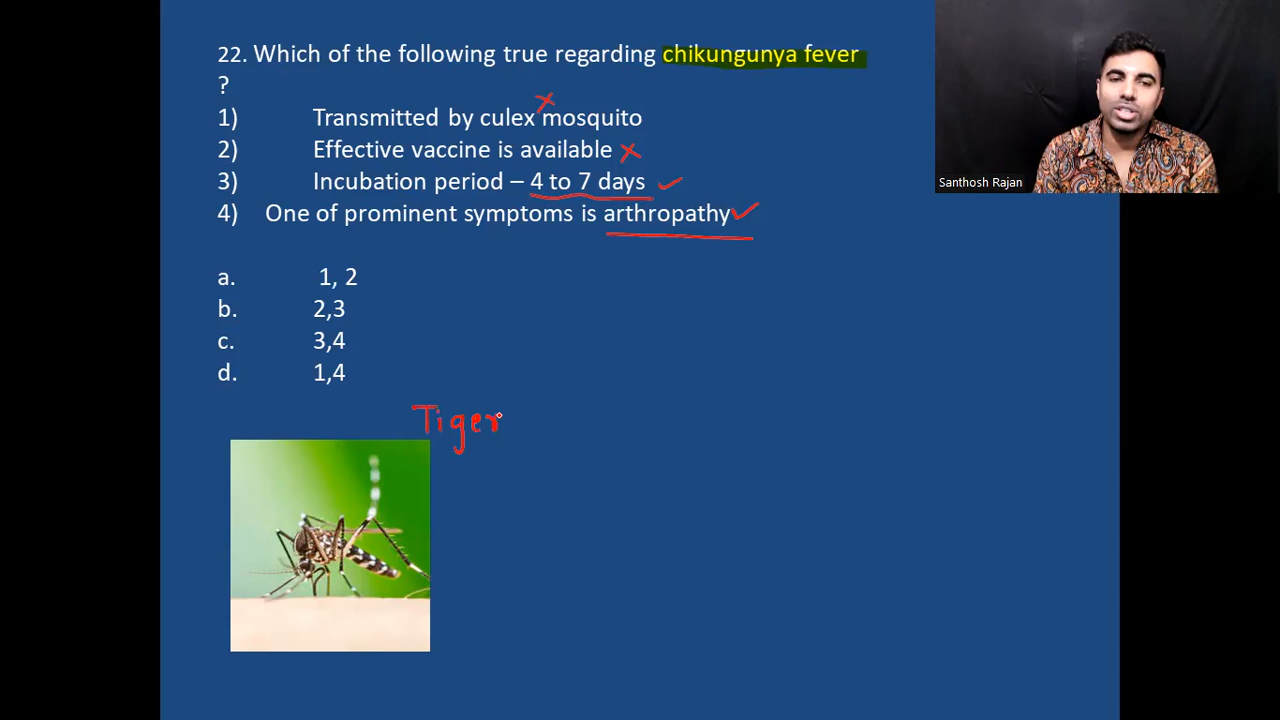 22. Which of the following true regarding chikungunya fever
?
1) Transmitted by culex mosquito
2) Effective vaccine is available
3) Incubation period – 4 to 7 days
4) One of prominent symptoms is arthropathy
a. 1, 2
b. 2,3
c. 3,4
d. 1,4
Tiger
Santhosh Rajan